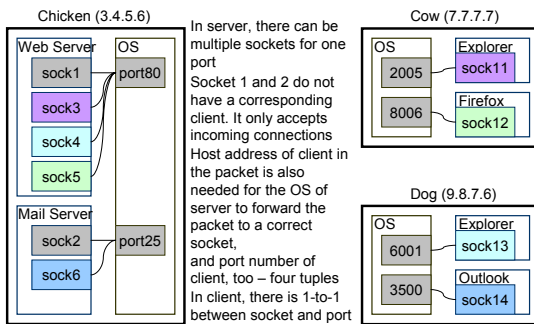 Chicken (3.4.5.6)
Web Server
OS
sock1
port80
sock3
sock4
sock5
Mail Server
sock2
port25
sock6
In server, there can be
multiple sockets for one
port
Socket 1 and 2 do not
have a corresponding
client. It only accepts
incoming connections
Host address of client in
the packet is also
needed for the OS of
server to forward the
packet to a correct
socket,
and port number of
client, too – four tuples
In client, there is 1-to-1
between socket and port
Cow (7.7.7.7)
OS
Explorer
2005
sock11
Firefox
8006
sock12
Dog (9.8.7.6)
OS
Explorer
6001
sock13
Outlook
3500
sock14